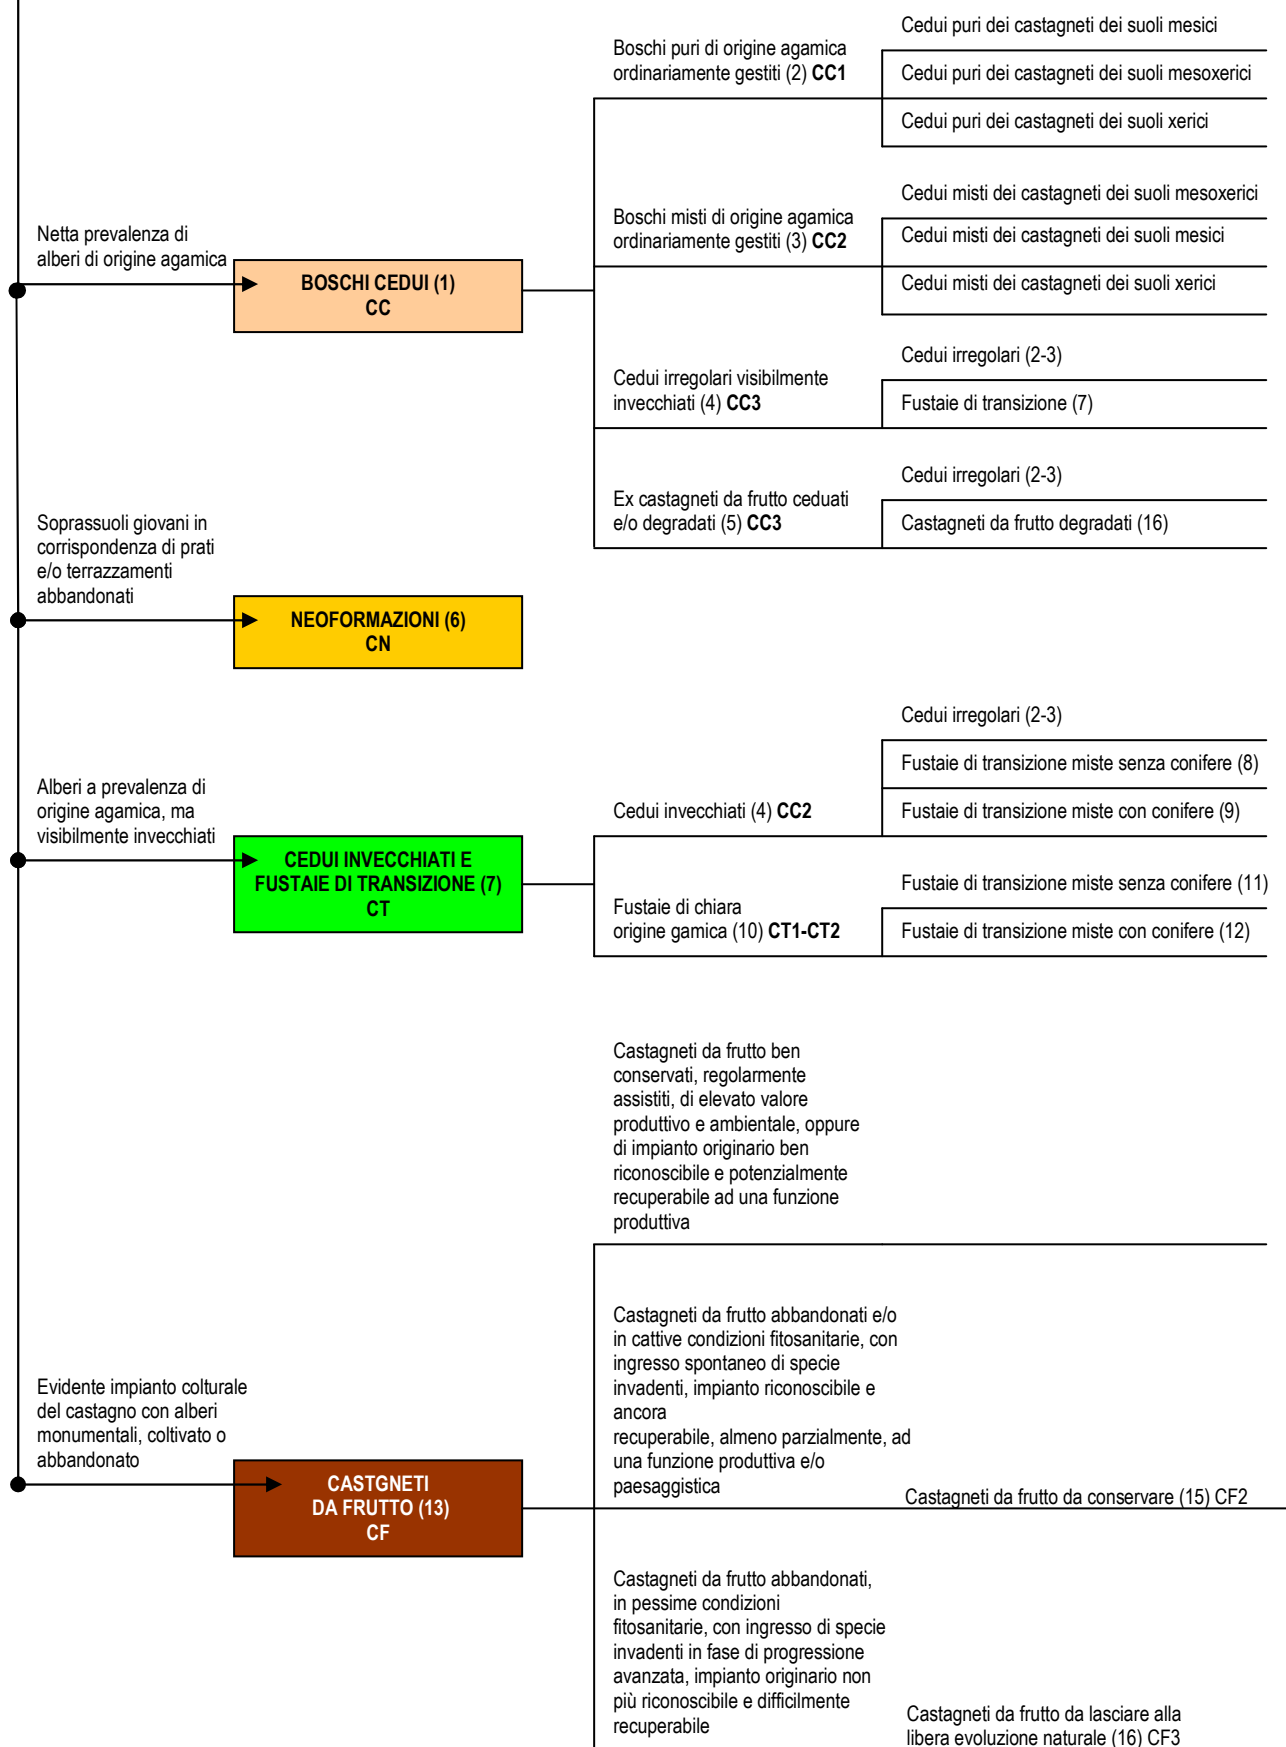 Cedui puri dei castagneti dei suoli mesici
Boschi puri di origine agamica
ordinariamente gestiti (2) CC1
Cedui puri dei castagneti dei suoli mesoxerici
Cedui puri dei castagneti dei suoli xerici
Cedui misti dei castagneti dei suoli mesoxerici
Boschi misti di origine agamica
ordinariamente gestiti (3) CC2
Cedui misti dei castagneti dei suoli mesici
Cedui misti dei castagneti dei suoli xerici
Netta prevalenza di
alberi di origine agamica
BOSCHI CEDUI (1)
CC
Cedui irregolari (2-3)
Cedui irregolari visibilmente
invecchiati (4) CC3
Fustaie di transizione (7)
Cedui irregolari (2-3)
Ex castagneti da frutto ceduati
e/o degradati (5) CC3
Castagneti da frutto degradati (16)
Soprassuoli giovani in
corrispondenza di prati
e/o terrazzamenti
abbandonati
NEOFORMAZIONI (6)
CN
Cedui irregolari (2-3)
Fustaie di transizione miste senza conifere (8)
Cedui invecchiati (4) CC2
Fustaie di transizione miste con conifere (9)
Alberi a prevalenza di
origine agamica, ma
visibilmente invecchiati
CEDUI INVECCHIATI E
FUSTAIE DI TRANSIZIONE (7)
CT
Fustaie di transizione miste senza conifere (11)
Fustaie di chiara
origine gamica (10) CT1-CT2
Fustaie di transizione miste con conifere (12)
Castagneti da frutto ben
conservati, regolarmente
assistiti, di elevato valore
produttivo e ambientale, oppure
di impianto originario ben
riconoscibile e potenzialmente
recuperabile ad una funzione
produttiva
Castagneti da frutto abbandonati e/o
in cattive condizioni fitosanitarie, con
ingresso spontaneo di specie
invadenti, impianto riconoscibile e
ancora
recuperabile, almeno parzialmente, ad
una funzione produttiva e/o
paesaggistica
Castagneti da frutto da conservare (15) CF2
Evidente impianto colturale
del castagno con alberi
monumentali, coltivato o
abbandonato
CASTGNETI
DA FRUTTO (13)
CF
Castagneti da frutto abbandonati,
in pessime condizioni
fitosanitarie, con ingresso di specie
invadenti in fase di progressione
avanzata, impianto originario non
più riconoscibile e difficilmente
recuperabile
Castagneti da frutto da lasciare alla
libera evoluzione naturale (16) CF3